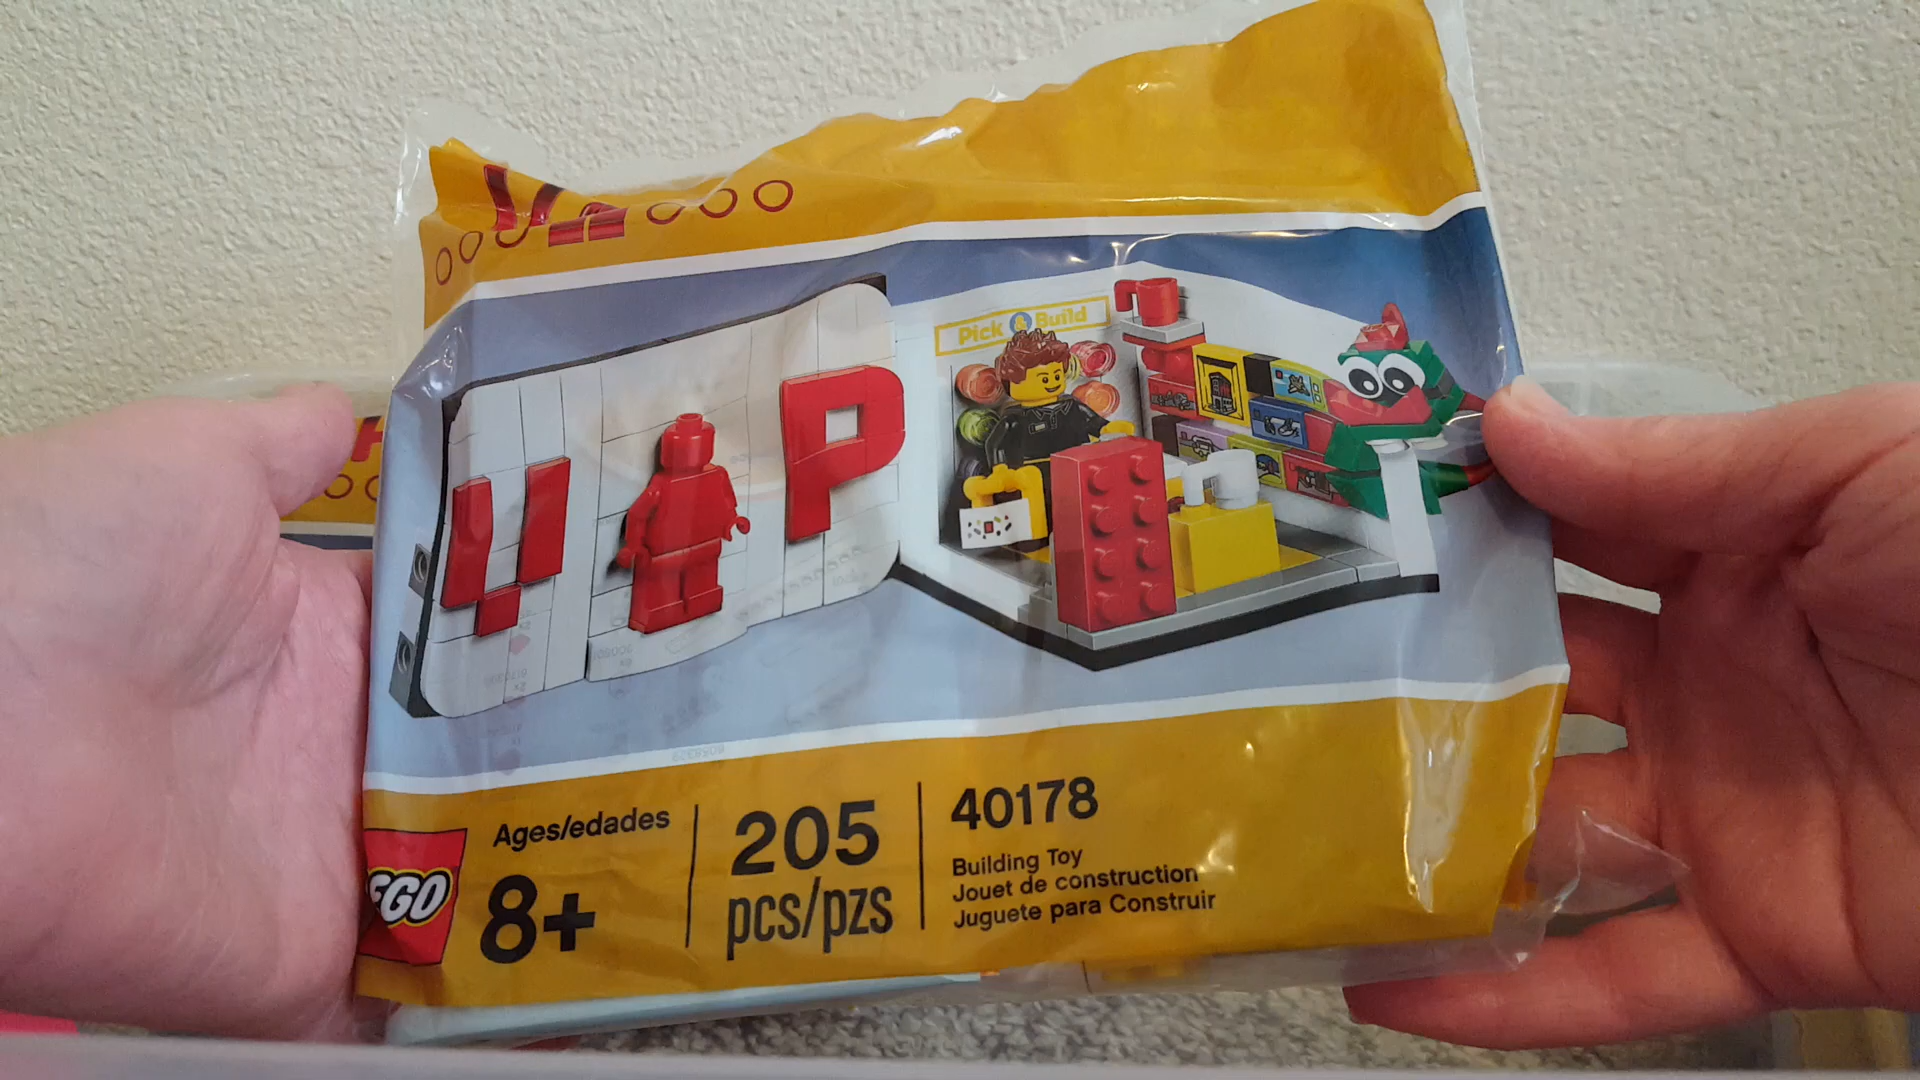 Pick & Build
Ages/edades
8+
205
pcs/pzs
40178
Building Toy
Jouet de construction
Juguete para Construir